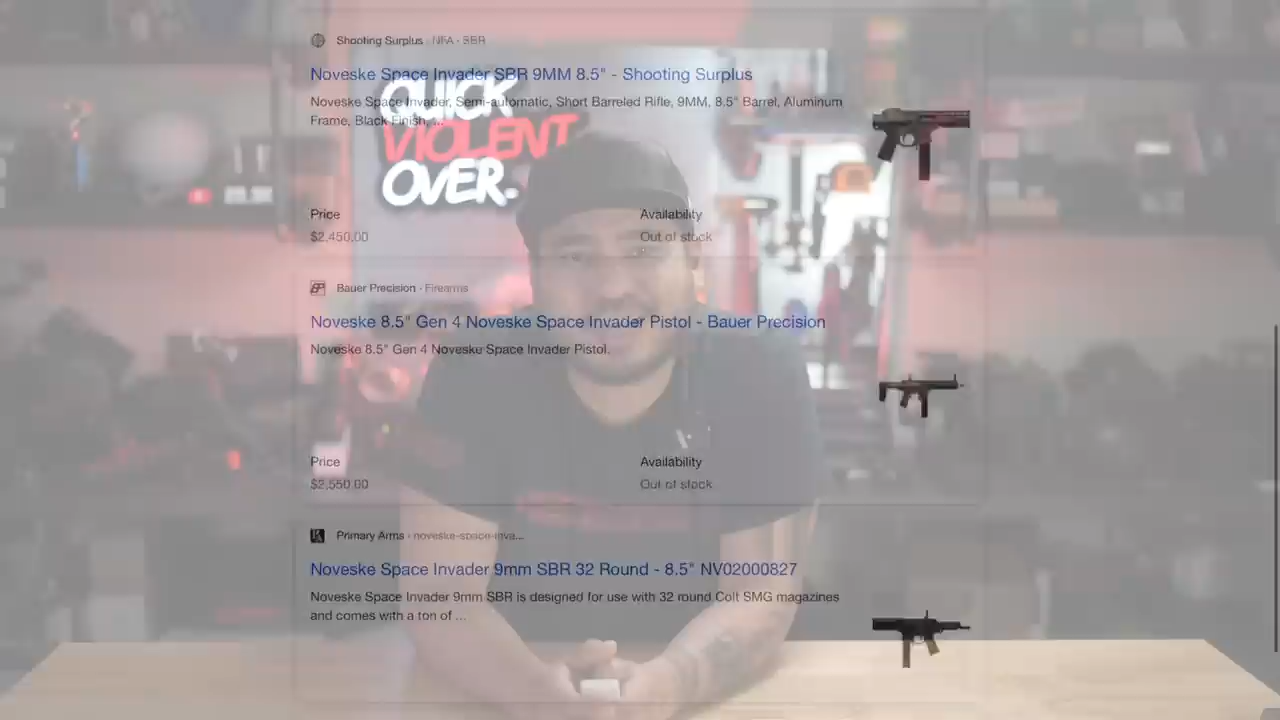 Shooting Surplus · NFA · SBR
Noveske Space Invader SBR 9MM 8.5" - Shooting Surplus
Noveske Space Invader, Semi-automatic, Short Barreled Rifle, 9MM, 8.5" Barrel, Aluminum
Frame, Black Finish, ...
QUICK
VIOLENT
OVER.
Price
Availability
$2,450.00
Out of stock
Bauer Precision · Firearms
Noveske 8.5" Gen 4 Noveske Space Invader Pistol - Bauer Precision
Noveske 8.5" Gen 4 Noveske Space Invader Pistol.
Price
Availability
$2,550.00
Out of stock
Primary Arms · noveske-space-inva...
Noveske Space Invader 9mm SBR 32 Round - 8.5" NV02000827
Noveske Space Invader 9mm SBR is designed for use with 32 round Colt SMG magazines
and comes with a ton of ...